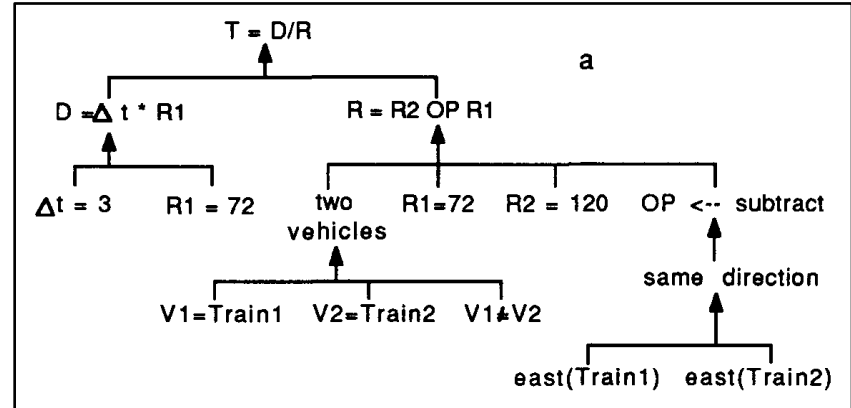 T = D/R
a
D = Δ t * R1
R = R2 OP R1
Δt = 3
R1 = 72
two
vehicles
R1=72
R2 = 120
OP <-- subtract
same direction
V1=Train1
V2=Train2
V1≠V2
east(Train1)
east(Train2)